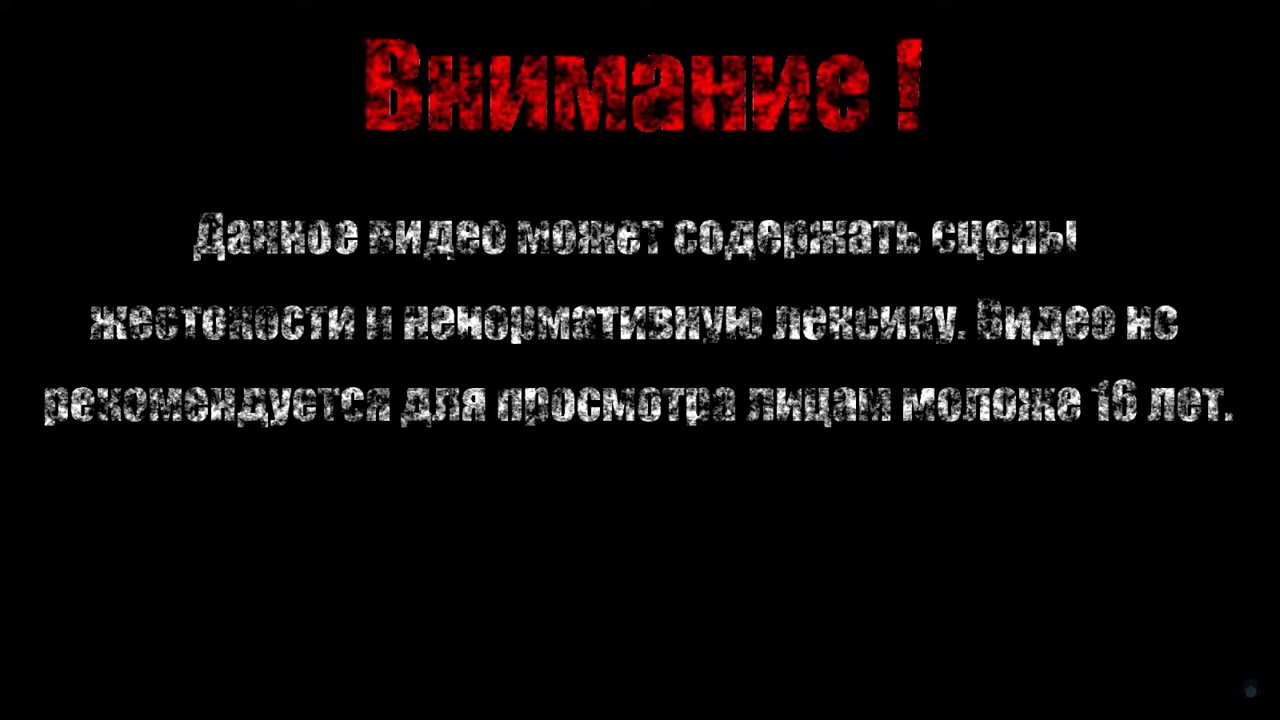 Внимание !
Данное видео может содержать сцены
жестокости и ненормативную лексику. Видео не
рекомендуется для просмотра лицам моложе 16 лет.